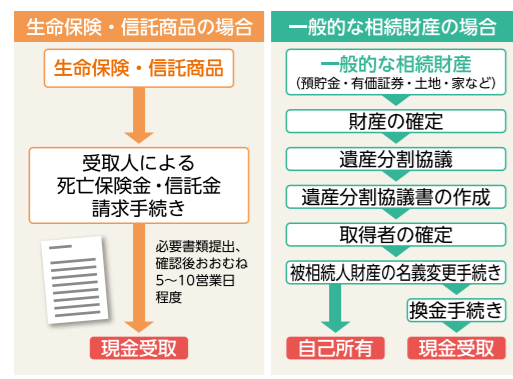 生命保険・信託商品の場合
生命保険・信託商品
受取人による
死亡保険金・信託金
請求手続き
必要書類提出、
確認後おおむね
5〜10営業日
程度
現金受取
一般的な相続財産の場合
一般的な相続財産
（預貯金・有価証券・土地・家など）
財産の確定
遺産分割協議
遺産分割協議書の作成
取得者の確定
被相続人財産の名義変更手続き
換金手続き
自己所有
現金受取